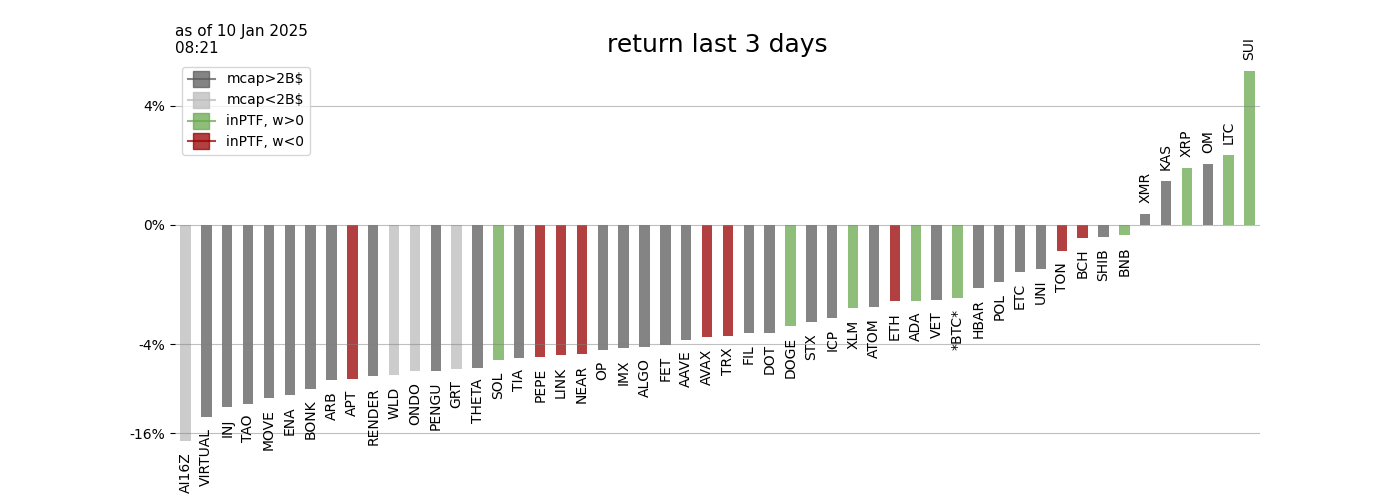 as of 10 Jan 2025
08:21
return last 3 days
mcap>2B$
mcap<2B$
inPTF, w>0
inPTF, w<0
4%
0%
-4%
-16%
AI16Z
VIRTUAL
INJ
TAO
MOVE
ENA
BONK
ARB
APT
RENDER
WLD
ONDO
PENGU
GRT
THETA
SOL
TIA
PEPE
LINK
NEAR
OP
IMX
ALGO
FET
AAVE
AVAX
TRX
FIL
DOT
DOGE
STX
ICP
XLM
ATOM
ETH
ADA
VET
*BTC*
HBAR
POL
ETC
UNI
TON
BCH
SHIB
BNB
XMR
KAS
XRP
OM
LTC
SUI